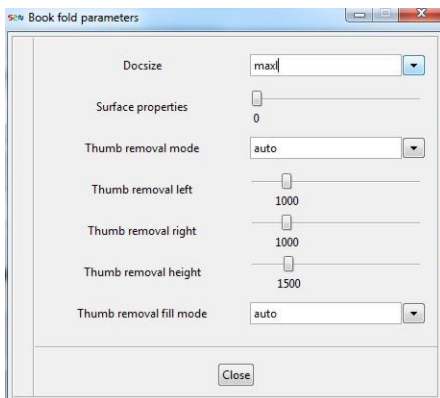 S2N Book fold parameters
Docsize maxl
Surface properties
0
Thumb removal mode auto
Thumb removal left
1000
Thumb removal right
1000
Thumb removal height
1500
Thumb removal fill mode auto
Close